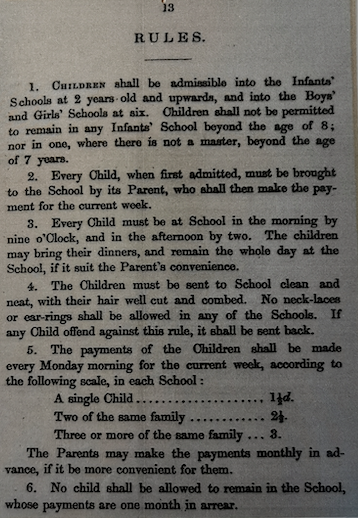 13
RULES.
1. CHILDREN shall be admissible into the Infants'
Schools at 2 years old and upwards, and into the Boys'
and Girls' Schools at six. Children shall not be permitted
to remain in any Infants' School beyond the age of 8;
nor in one, where there is not a master, beyond the age
of 7 years.
2. Every Child, when first admitted, must be brought
to the School by its Parent, who shall then make the pay-
ment for the current week.
3. Every Child must be at School in the morning by
nine o'Clock, and in the afternoon by two. The children
may bring their dinners, and remain the whole day at the
School, if it suit the Parent's convenience.
4. The Children must be sent to School clean and
neat, with their hair well cut and combed. No neck-laces
or ear-rings shall be allowed in any of the Schools. If
any Child offend against this rule, it shall be sent back.
5. The payments of the Children shall be made
every Monday morning for the current week, according to
the following scale, in each School:
A single Child ................... 1½d.
Two of the same family ........... 2½.
Three or more of the same family ... 3.
The Parents may make the payments monthly in ad-
vance, if it be more convenient for them.
6. No child shall be allowed to remain in the School,
whose payments are one month in arrear.